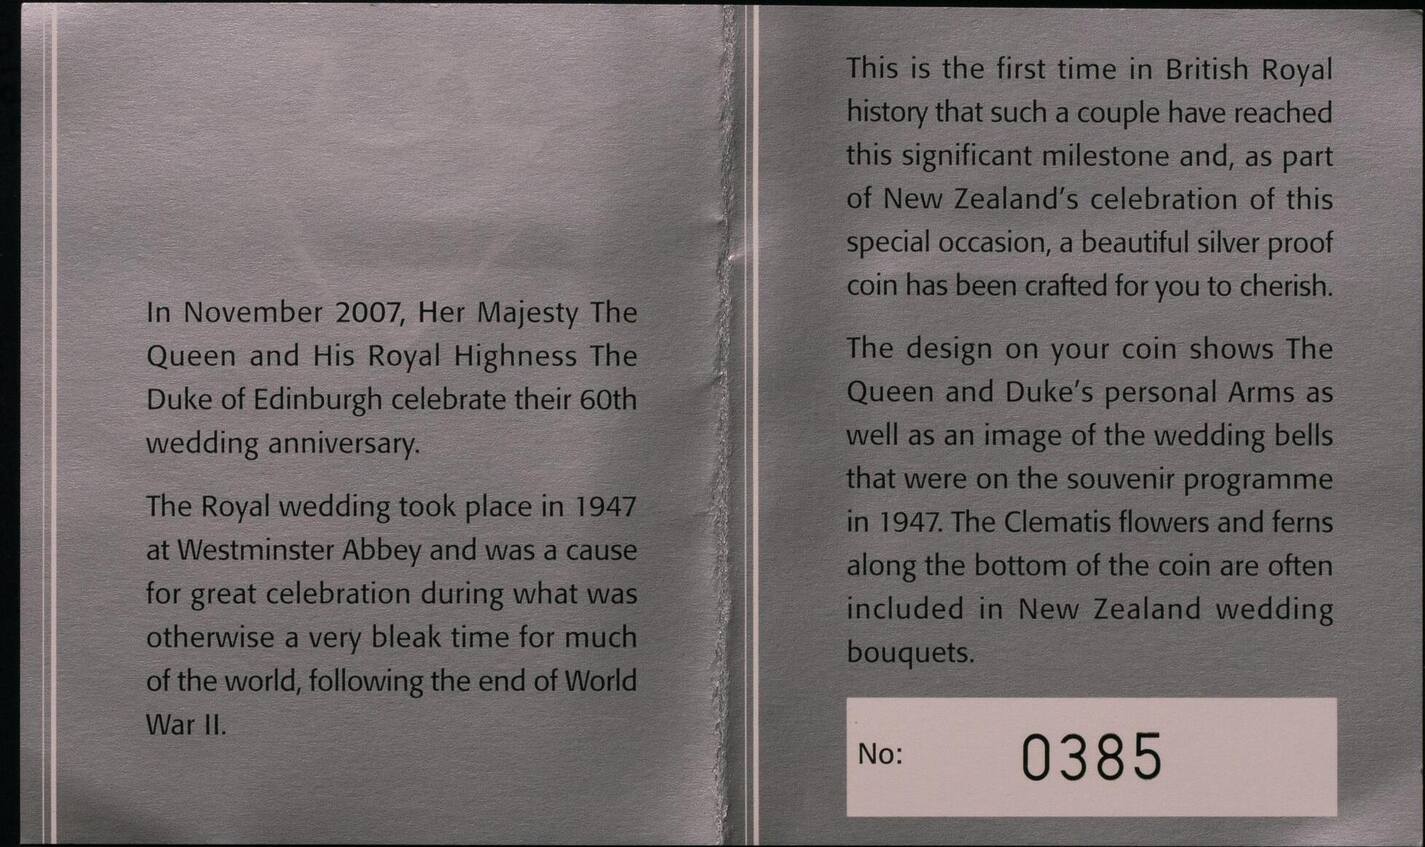 In November 2007, Her Majesty The
Queen and His Royal Highness The
Duke of Edinburgh celebrate their 60th
wedding anniversary.
The Royal wedding took place in 1947
at Westminster Abbey and was a cause
for great celebration during what was
otherwise a very bleak time for much
of the world, following the end of World
War II.
This is the first time in British Royal
history that such a couple have reached
this significant milestone and, as part
of New Zealand's celebration of this
special occasion, a beautiful silver proof
coin has been crafted for you to cherish.
The design on your coin shows The
Queen and Duke's personal Arms as
well as an image of the wedding bells
that were on the souvenir programme
in 1947. The Clematis flowers and ferns
along the bottom of the coin are often
included in New Zealand wedding
bouquets.
No: 0385